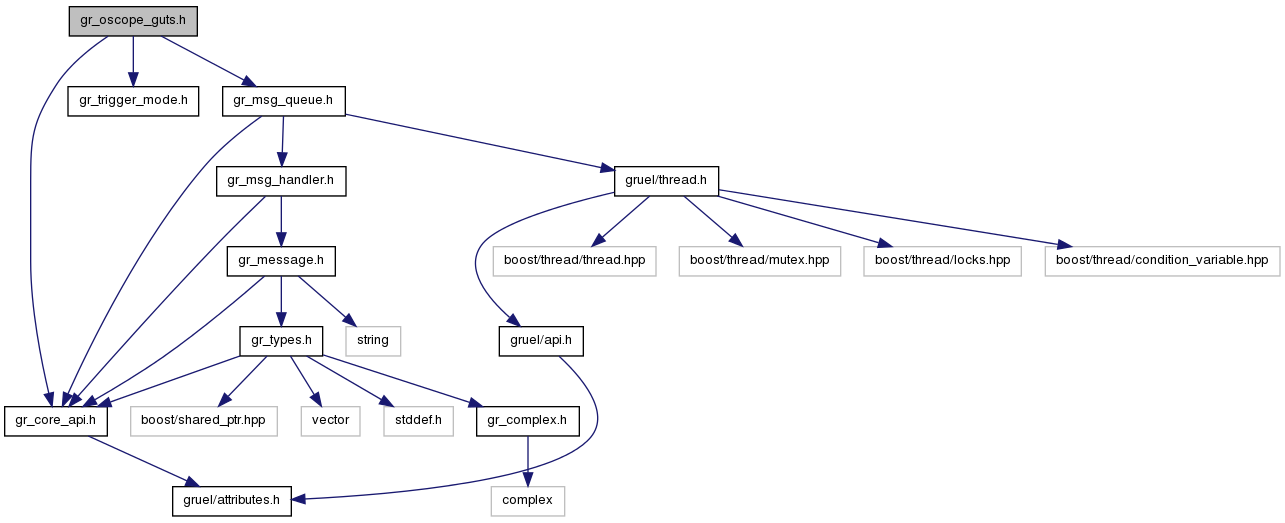 gr_oscope_guts.h
gr_trigger_mode.h
gr_msg_queue.h
gr_msg_handler.h
gruel/thread.h
gr_message.h
boost/thread/thread.hpp
boost/thread/mutex.hpp
boost/thread/locks.hpp
boost/thread/condition_variable.hpp
gr_types.h
string
gruel/api.h
gr_core_api.h
boost/shared_ptr.hpp
vector
stddef.h
gr_complex.h
gruel/attributes.h
complex